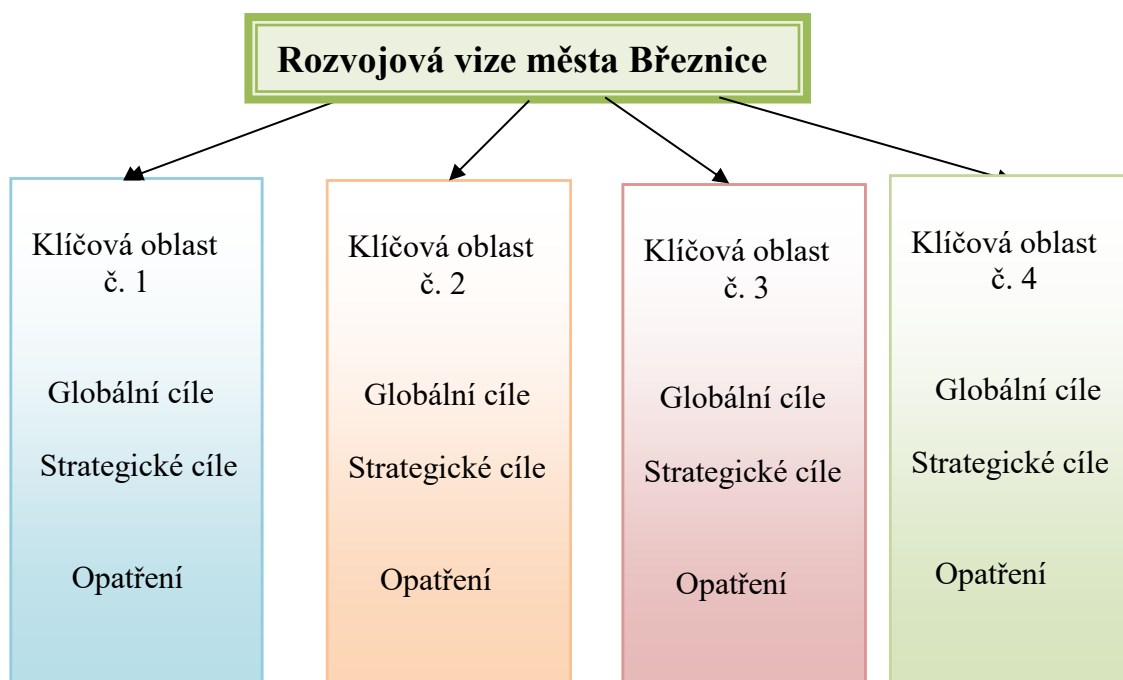 Rozvojová vize města Březnice
Klíčová oblast
č. 1
Globální cíle
Strategické cíle
Opatření
Klíčová oblast
č. 2
Globální cíle
Strategické cíle
Opatření
Klíčová oblast
č. 3
Globální cíle
Strategické cíle
Opatření
Klíčová oblast
č. 4
Globální cíle
Strategické cíle
Opatření